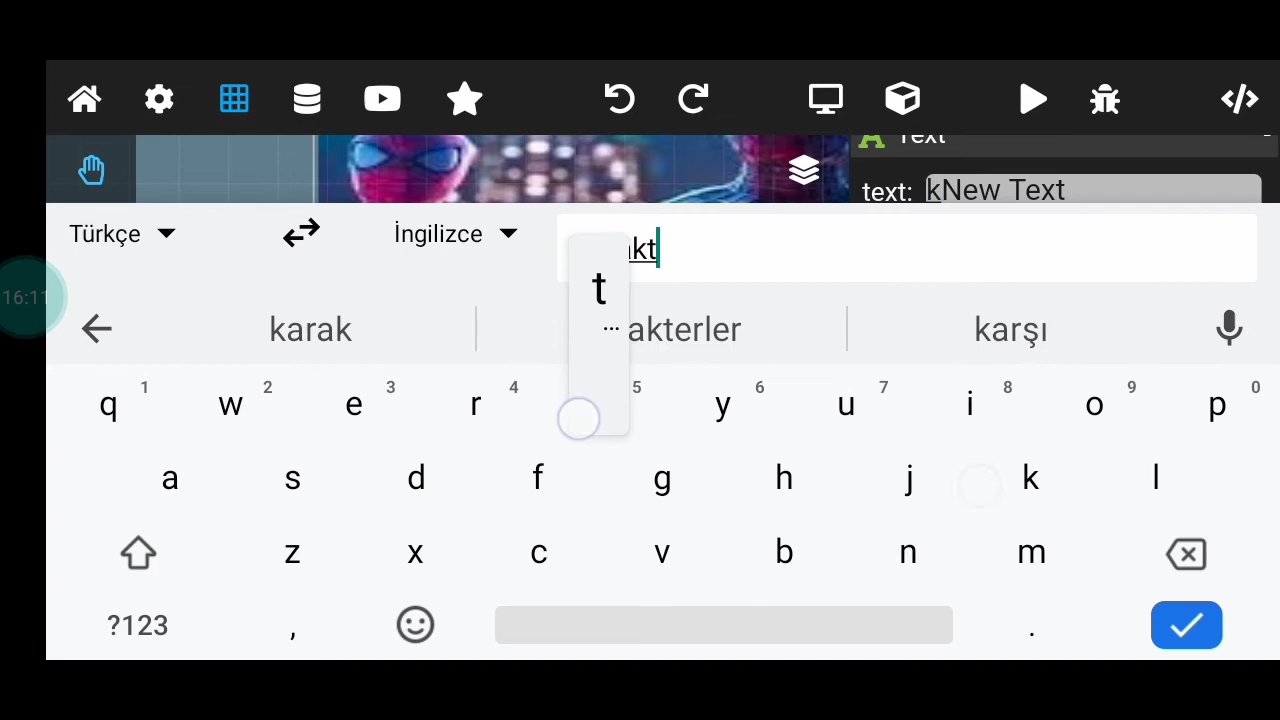 Text
text: kNew Text
Türkçe İngilizce kt
16:11
t
...
karak akterler karşı
1 2 3 4 5 6 7 8 9 0
q w e r y u i o p
a s d f g h j k l
z x c v b n m
?123 , .